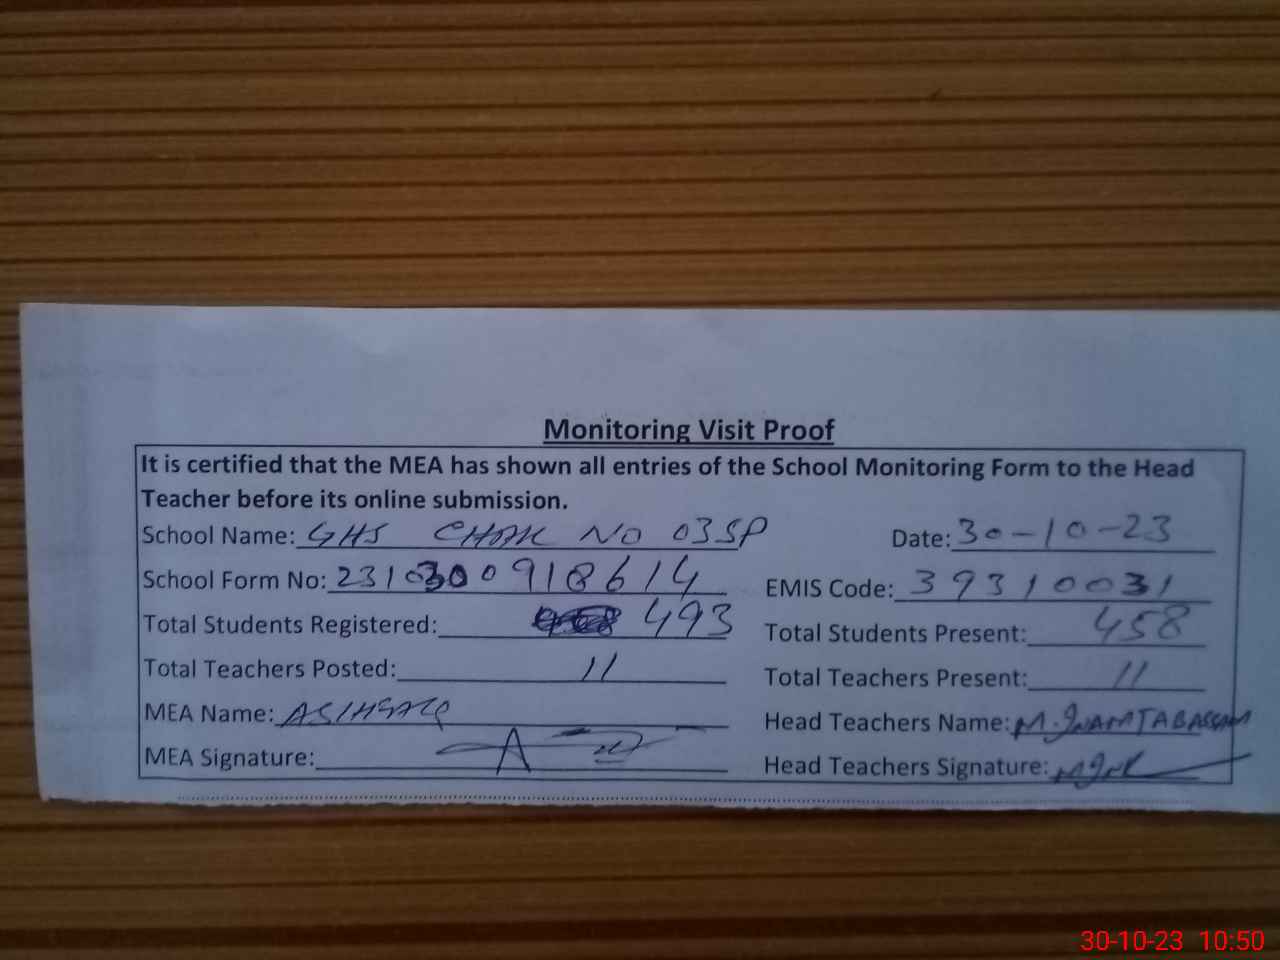 Monitoring Visit Proof
It is certified that the MEA has shown all entries of the School Monitoring Form to the Head
Teacher before its online submission.
School Name: GHS CHAK NO 03SP Date: 30-10-23
School Form No: 2310300918614 EMIS Code: 39310031
Total Students Registered: 493 Total Students Present: 458
Total Teachers Posted: 11 Total Teachers Present: 11
MEA Name: Head Teachers Name: M.
MEA Signature: Head Teachers Signature:
30-10-23 10:50